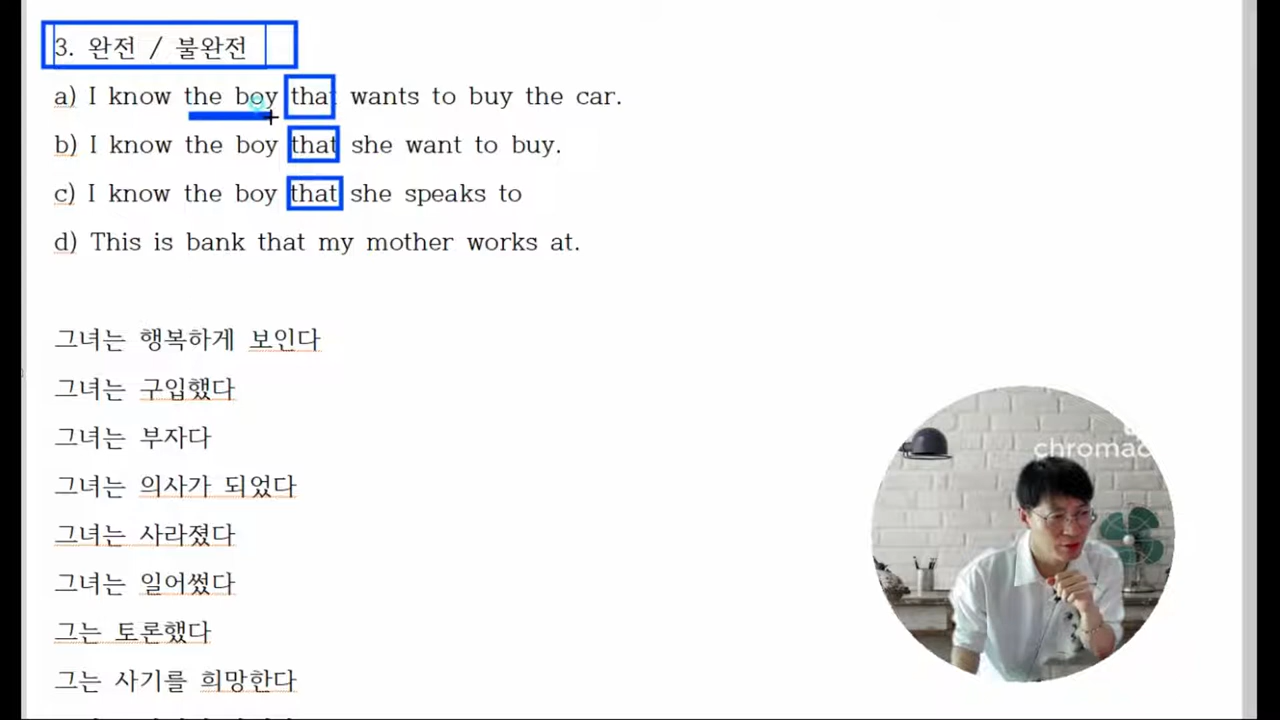 3. 완전 / 불완전
a) I know the boy that wants to buy the car.
b) I know the boy that she want to buy.
c) I know the boy that she speaks to
d) This is bank that my mother works at.
그녀는 행복하게 보인다
그녀는 구입했다
그녀는 부자다
그녀는 의사가 되었다
그녀는 사라졌다
그녀는 일어썼다
그는 토론했다
그는 사기를 희망한다
chromac